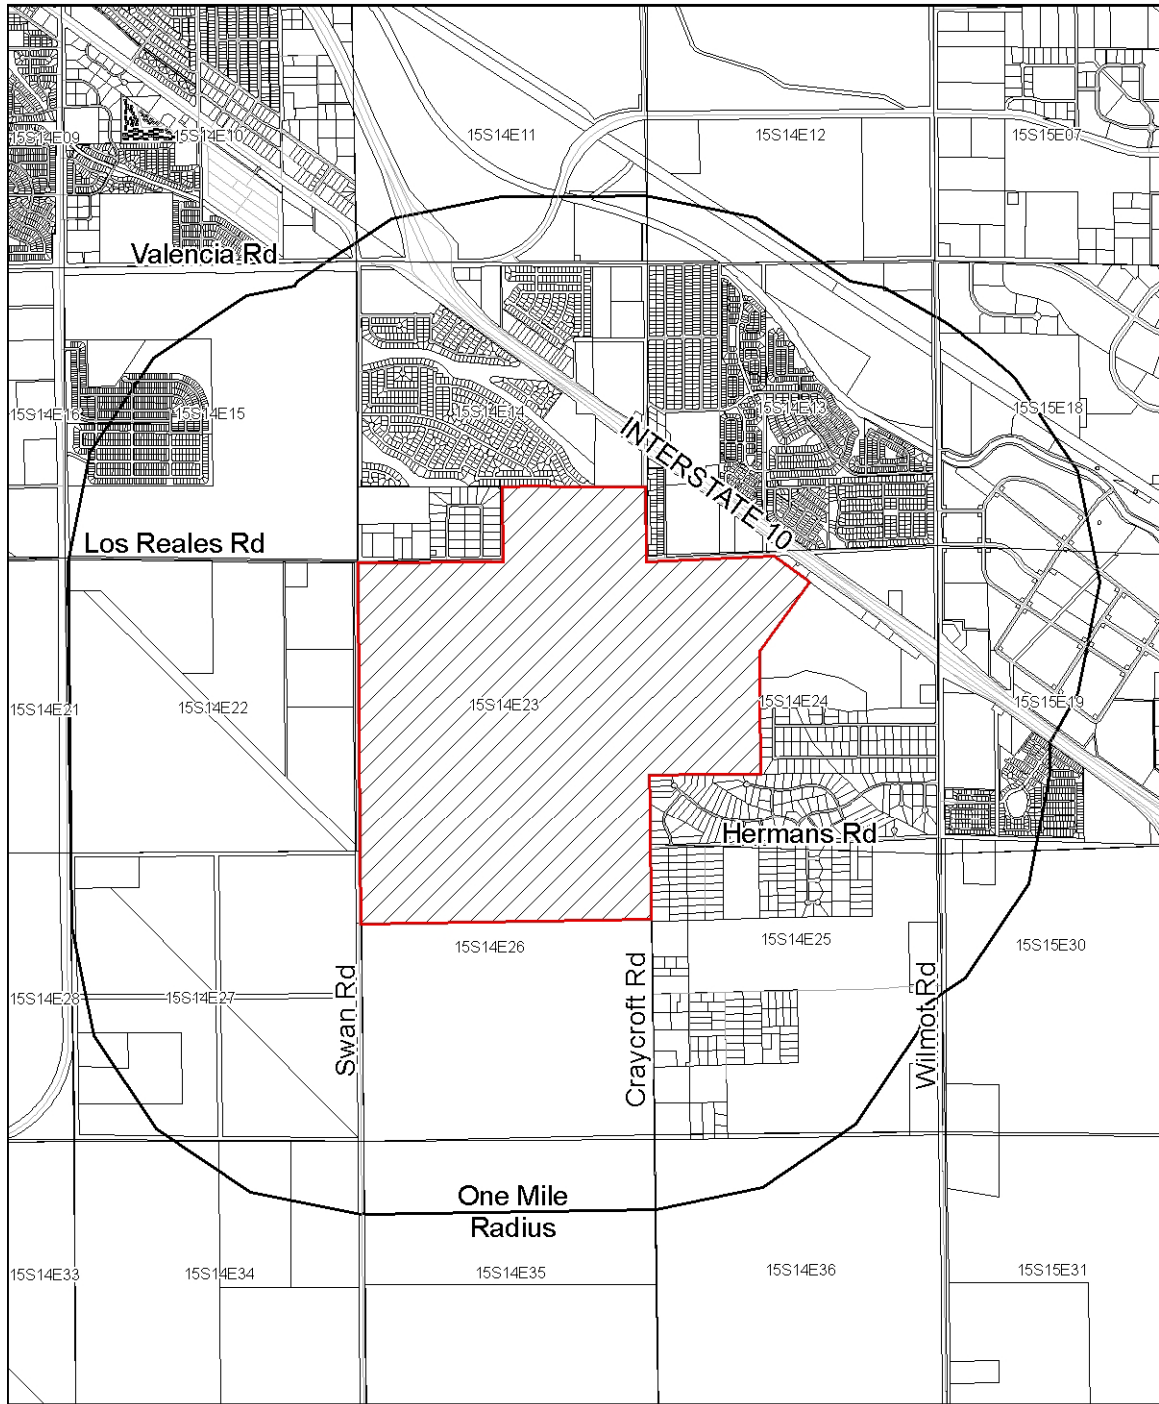 15S14E09
15S14E10
15S14E11
15S14E12
15S15E07
Valencia Rd
15S14E16
15S14E15
15S14E14
15S14E13
15S15E18
INTERSTATE 10
Los Reales Rd
15S14E21
15S14E22
15S14E23
15S14E24
15S15E19
Hermans Rd
15S14E26
15S14E25
15S15E30
15S14E28
15S14E27
Swan Rd
Craycroft Rd
Wilmot Rd
One Mile
Radius
15S14E33
15S14E34
15S14E35
15S14E36
15S15E31